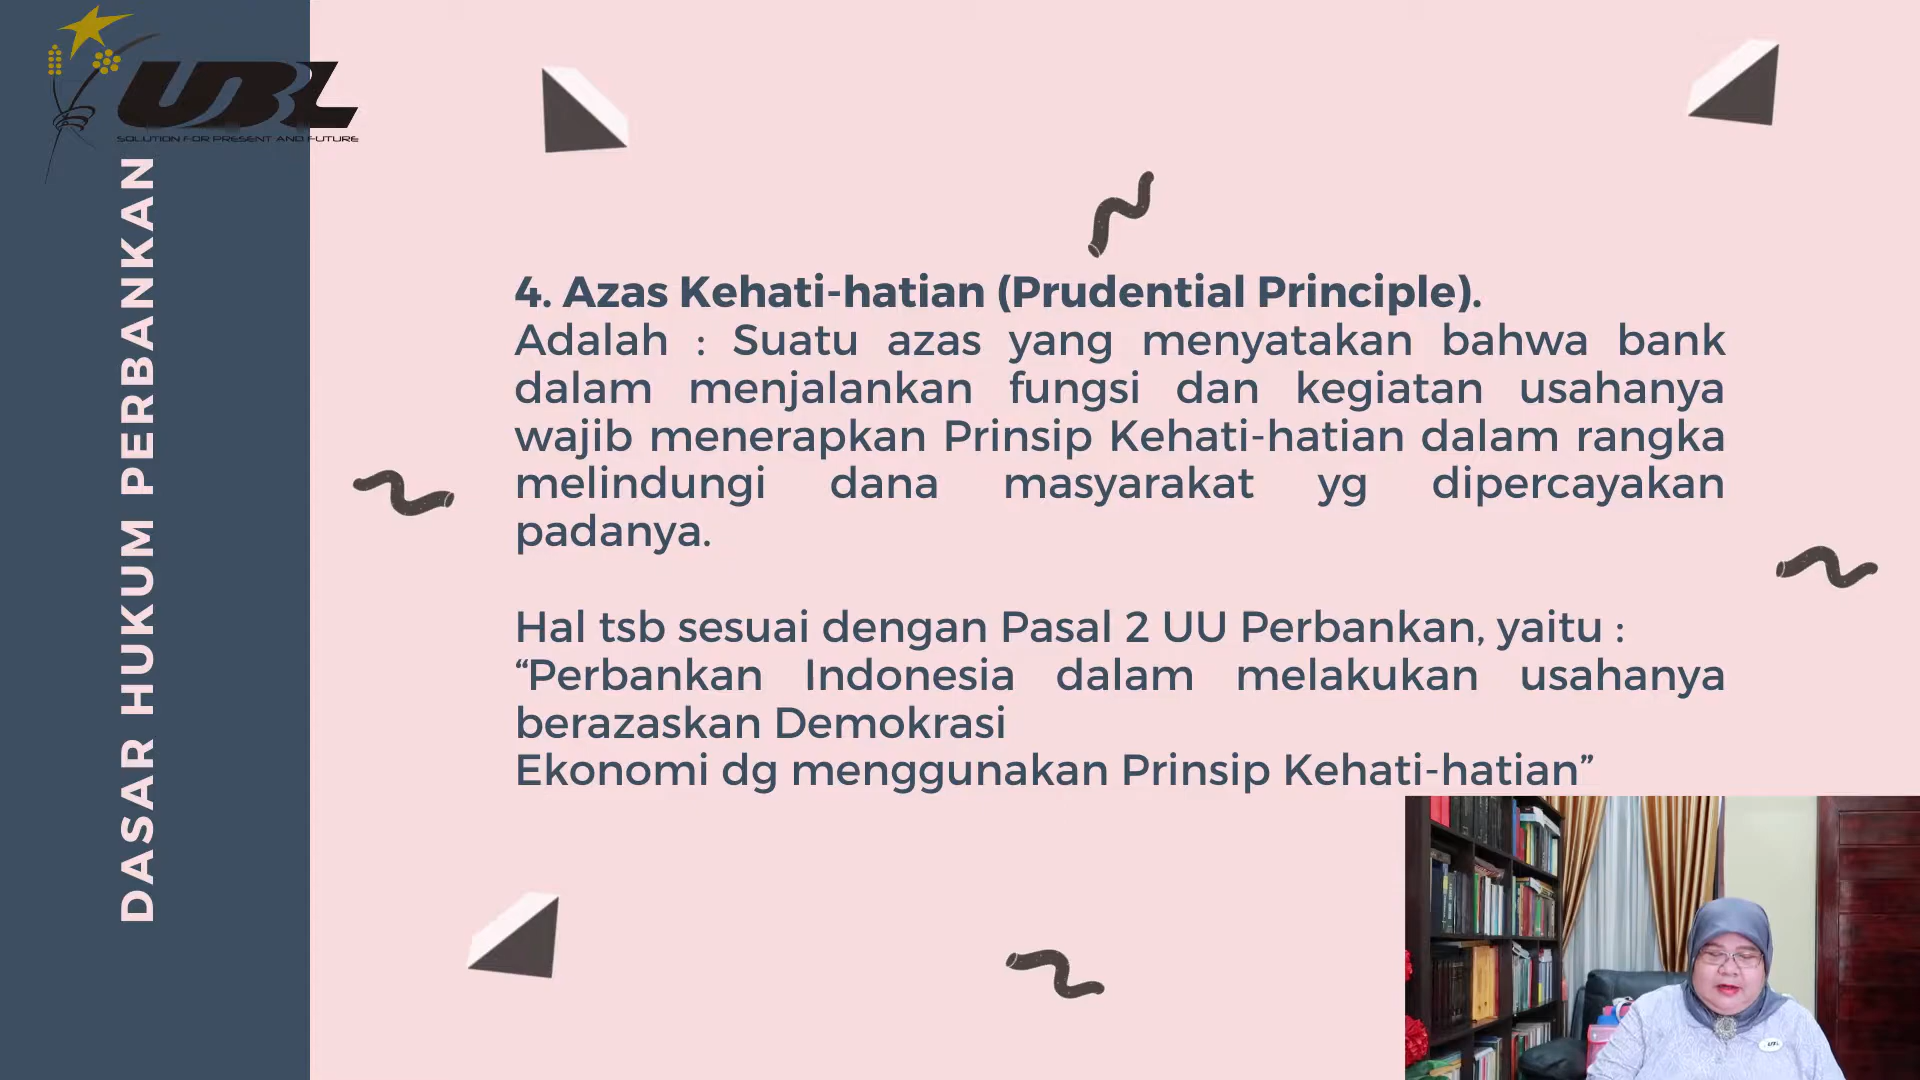 UBL
SOLUTION FOR PRESENT AND FUTURE
DASAR HUKUM PERBANKAN
4. Azas Kehati-hatian (Prudential Principle).
Adalah : Suatu azas yang menyatakan bahwa bank
dalam menjalankan fungsi dan kegiatan usahanya
wajib menerapkan Prinsip Kehati-hatian dalam rangka
melindungi dana masyarakat yg dipercayakan
padanya.
Hal tsb sesuai dengan Pasal 2 UU Perbankan, yaitu :
“Perbankan Indonesia dalam melakukan usahanya
berazaskan Demokrasi
Ekonomi dg menggunakan Prinsip Kehati-hatian”
UBL